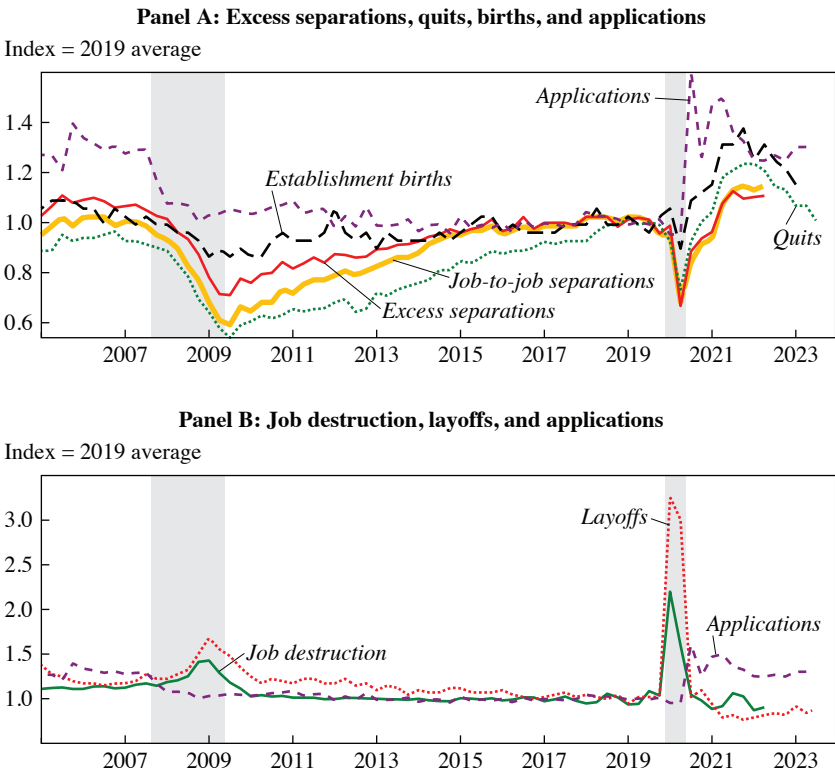 Panel A: Excess separations, quits, births, and applications
Index = 2019 average
1.4
1.2
1.0
0.8
0.6
Applications
Establishment births
Quits
Job-to-job separations
Excess separations
2007 2009 2011 2013 2015 2017 2019 2021 2023
Panel B: Job destruction, layoffs, and applications
Index = 2019 average
3.0
2.5
2.0
1.5
1.0
Layoffs
Applications
Job destruction
2007 2009 2011 2013 2015 2017 2019 2021 2023